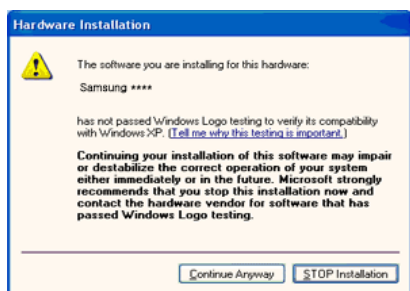 Hardware Installation
The software you are installing for this hardware:
Samsung ****
has not passed Windows Logo testing to verify its compatibility
with Windows XP. (Tell me why this testing is important.)
Continuing your installation of this software may impair
or destabilize the correct operation of your system
either immediately or in the future. Microsoft strongly
recommends that you stop this installation now and
contact the hardware vendor for software that has
passed Windows Logo testing.
Continue Anyway
STOP Installation